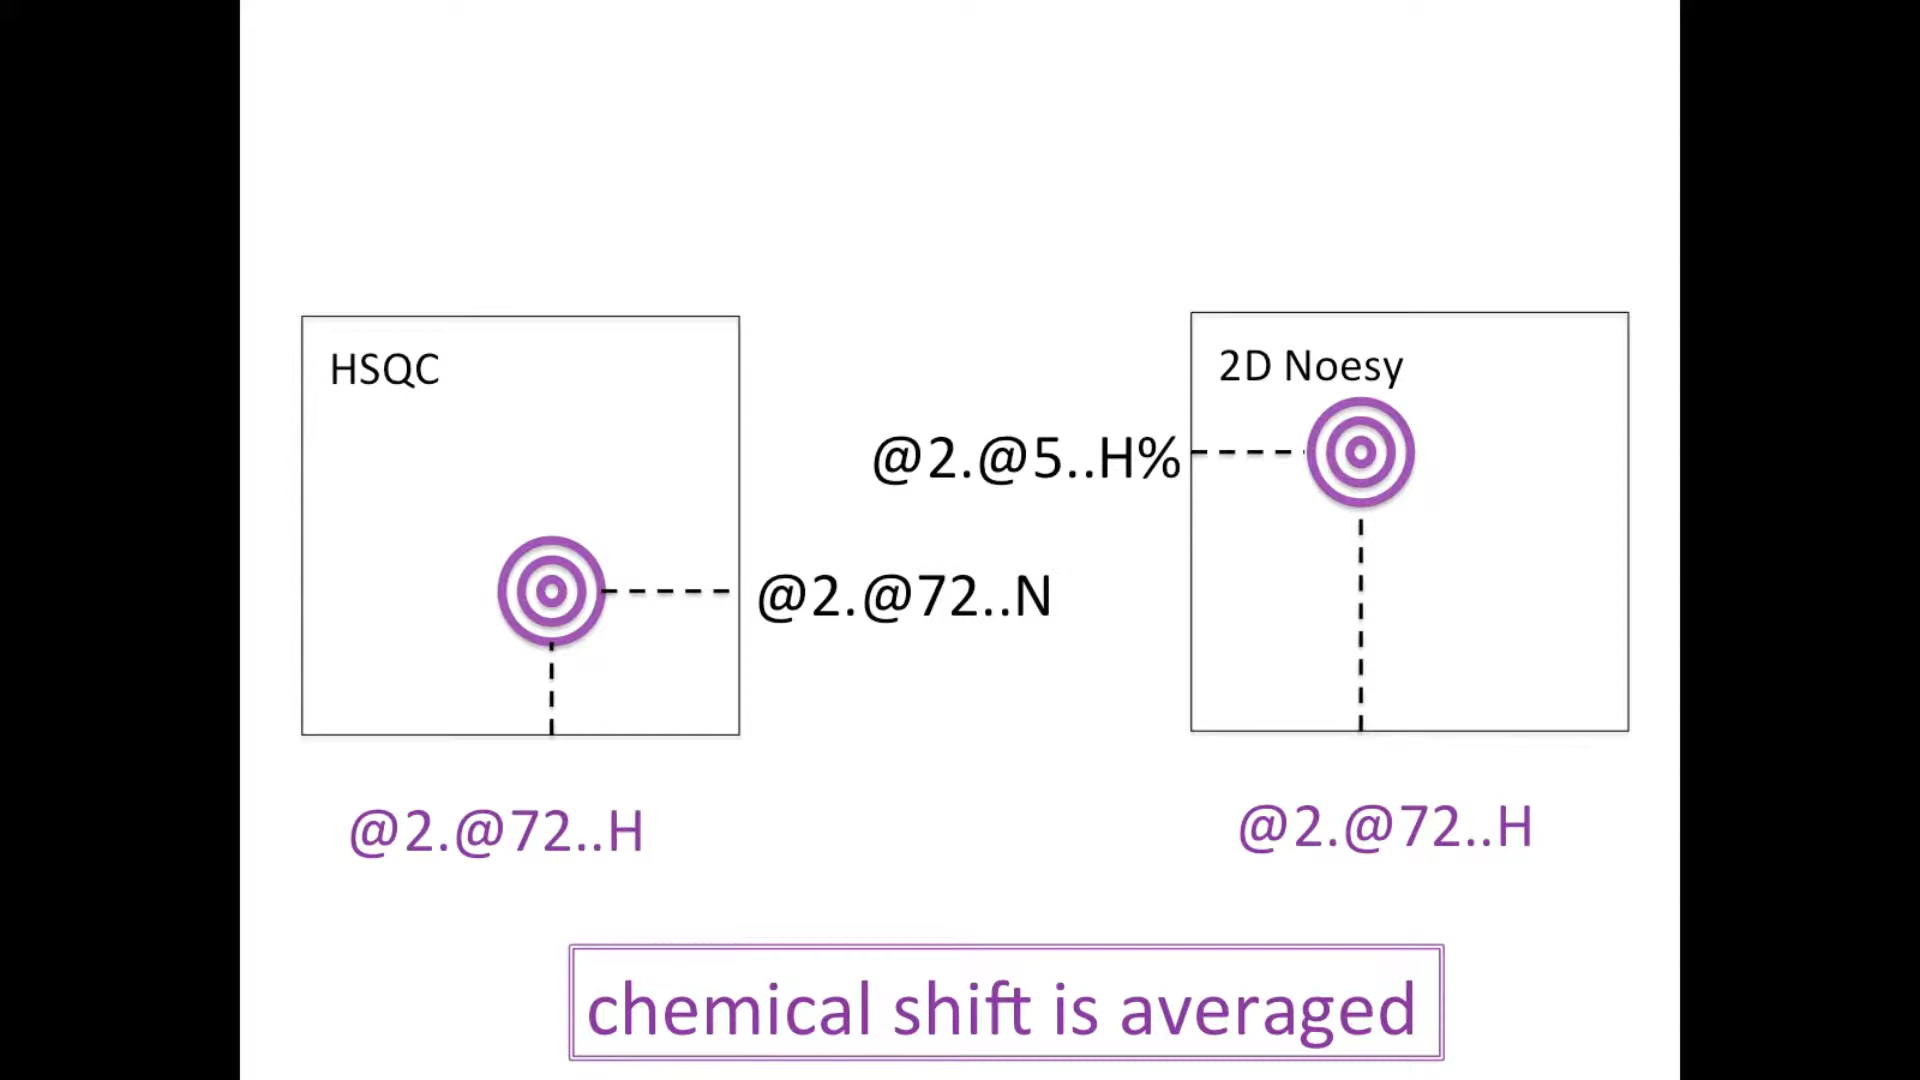 HSQC
@2.@72..N
@2.@72..H
2D Noesy
@2.@5..H%
@2.@72..H
chemical shift is averaged